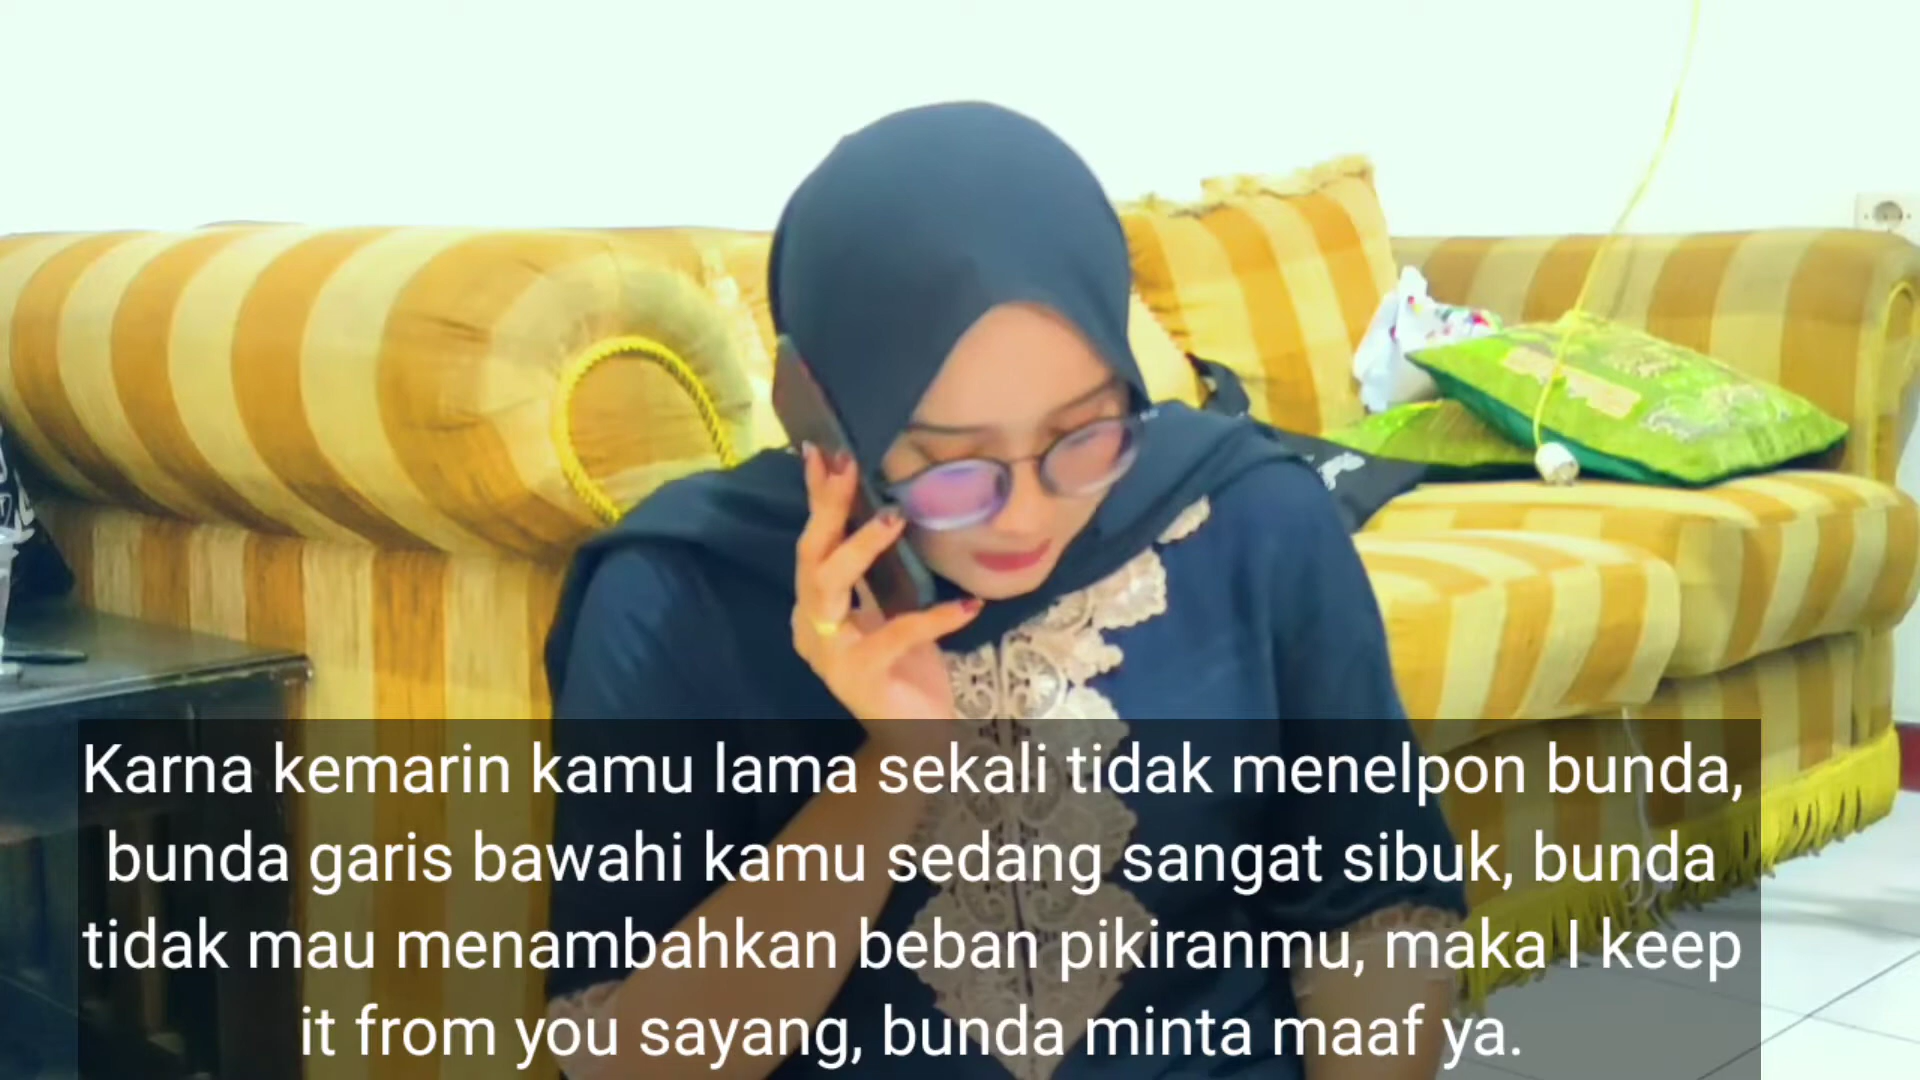 Karna kemarin kamu lama sekali tidak menelpon bunda,
bunda garis bawahi kamu sedang sangat sibuk, bunda
tidak mau menambahkan beban pikiranmu, maka I keep
it from you sayang, bunda minta maaf ya.